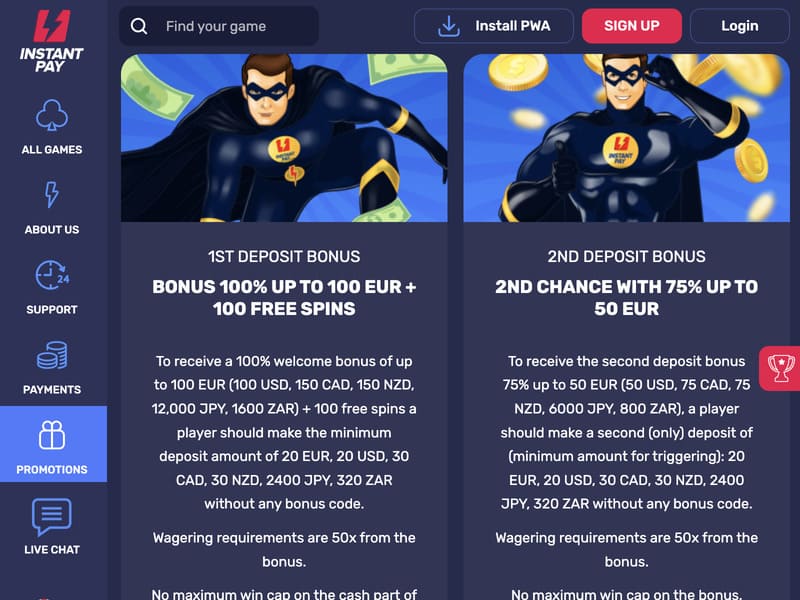 INSTANT
PAY
Find your game
Install PWA
SIGN UP
Login
ALL GAMES
ABOUT US
24
SUPPORT
PAYMENTS
PROMOTIONS
LIVE CHAT
INSTANT
PAY
1ST DEPOSIT BONUS
BONUS 100% UP TO 100 EUR +
100 FREE SPINS
To receive a 100% welcome bonus of up
to 100 EUR (100 USD, 150 CAD, 150 NZD,
12,000 JPY, 1600 ZAR) + 100 free spins a
player should make the minimum
deposit amount of 20 EUR, 20 USD, 30
CAD, 30 NZD, 2400 JPY, 320 ZAR
without any bonus code.
Wagering requirements are 50x from the
bonus.
No maximum win cap on the cash part of
INSTANT
PAY
2ND DEPOSIT BONUS
2ND CHANCE WITH 75% UP TO
50 EUR
To receive the second deposit bonus
75% up to 50 EUR (50 USD, 75 CAD, 75
NZD, 6000 JPY, 800 ZAR), a player
should make a second (only) deposit of
(minimum amount for triggering): 20
EUR, 20 USD, 30 CAD, 30 NZD, 2400
JPY, 320 ZAR without any bonus code.
Wagering requirements are 50x from the
bonus.
No maximum win cap on the bonus.